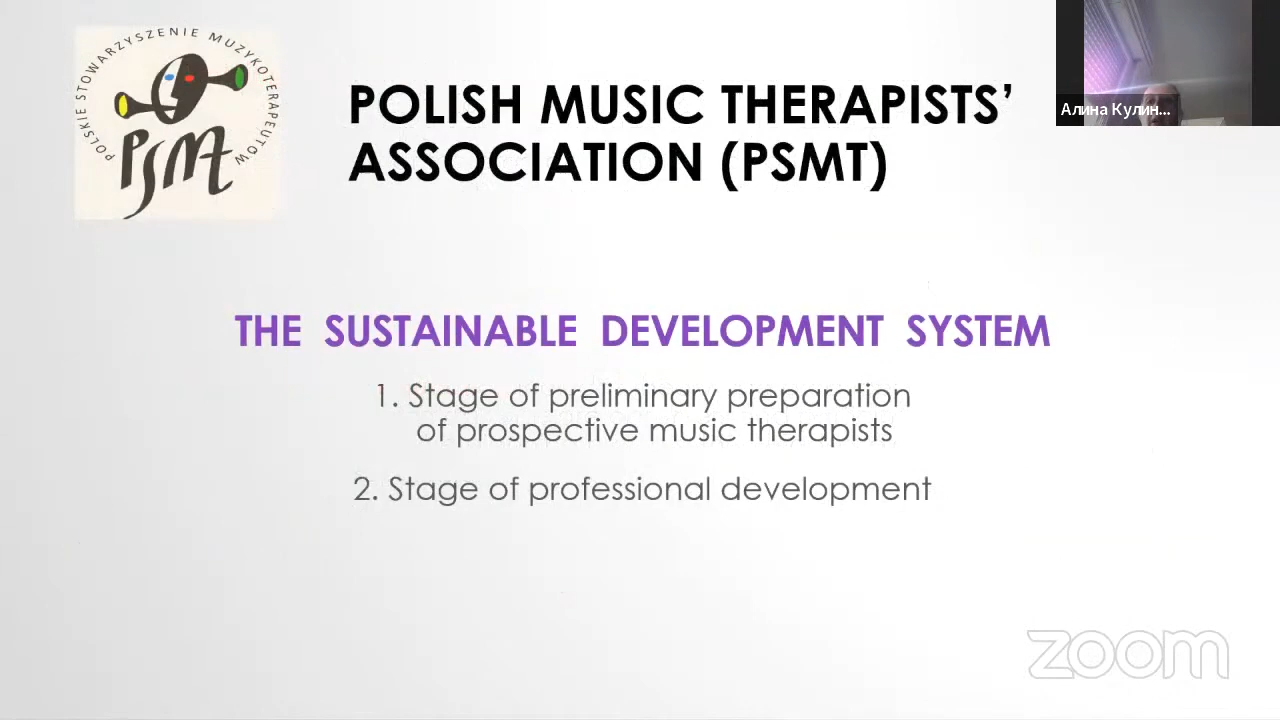 POLSKIE STOWARZYSZENIE MUZYKOTERAPEUTÓW
PSMT
POLISH MUSIC THERAPISTS’
ASSOCIATION (PSMT)
Алина Кулин...
THE SUSTAINABLE DEVELOPMENT SYSTEM
1. Stage of preliminary preparation
of prospective music therapists
2. Stage of professional development
zoom